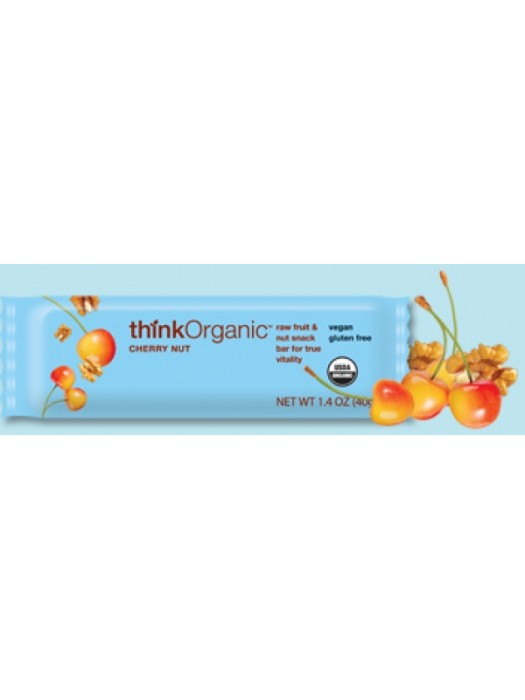 thinkOrganic™
CHERRY NUT
raw fruit &
nut snack
bar for true
vitality
vegan
gluten free
USDA
ORGANIC
NET WT 1.4 OZ (40g